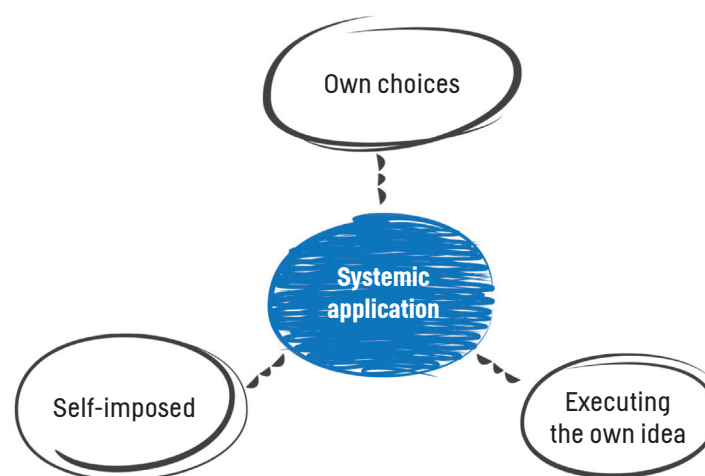 Own choices
Systemic
application
Self-imposed
Executing
the own idea